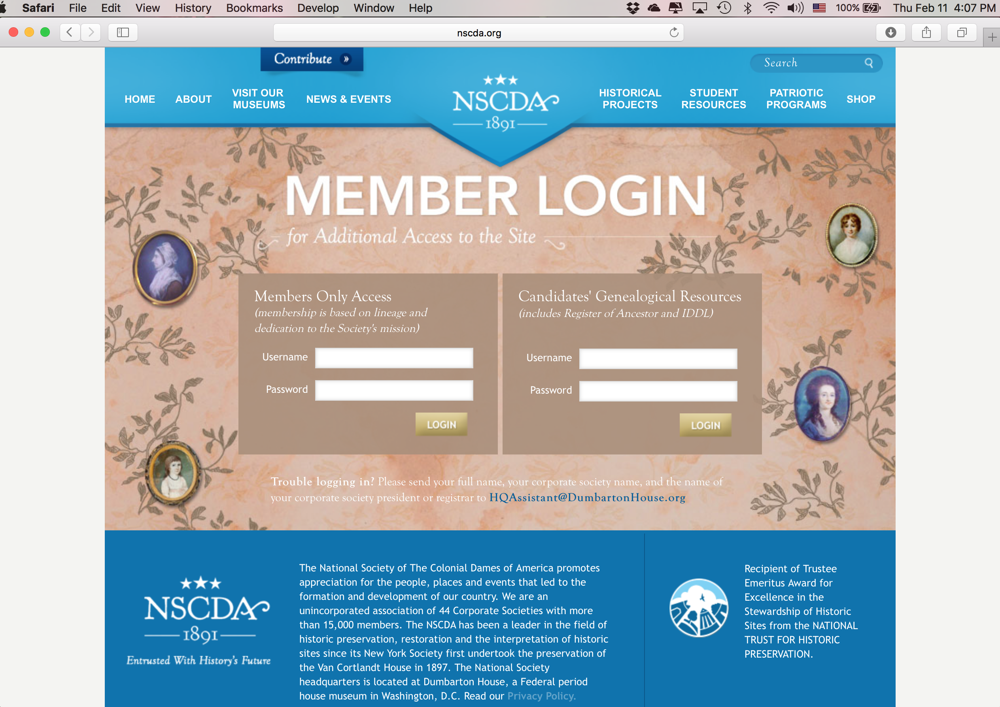 Safari File Edit View History Bookmarks Develop Window Help 100% Thu Feb 11 4:07 PM
nscda.org
Contribute »
Search
HOME ABOUT VISIT OUR MUSEUMS NEWS & EVENTS
NSCDA
1891
HISTORICAL PROJECTS STUDENT RESOURCES PATRIOTIC PROGRAMS SHOP
MEMBER LOGIN
for Additional Access to the Site
Members Only Access
(membership is based on lineage and
dedication to the Society's mission)
Username
Password
LOGIN
Candidates' Genealogical Resources
(includes Register of Ancestor and IDDL)
Username
Password
LOGIN
Trouble logging in? Please send your full name, your corporate society name, and the name of
your corporate society president or registrar to HQAssistant@DumbartonHouse.org
NSCDA
1891
Entrusted With History's Future
The National Society of The Colonial Dames of America promotes
appreciation for the people, places and events that led to the
formation and development of our country. We are an
unincorporated association of 44 Corporate Societies with more
than 15,000 members. The NSCDA has been a leader in the field of
historic preservation, restoration and the interpretation of historic
sites since its New York Society first undertook the preservation of
the Van Cortlandt House in 1897. The National Society
headquarters is located at Dumbarton House, a Federal period
house museum in Washington, D.C. Read our Privacy Policy.
Recipient of Trustee
Emeritus Award for
Excellence in the
Stewardship of Historic
Sites from the NATIONAL
TRUST FOR HISTORIC
PRESERVATION.